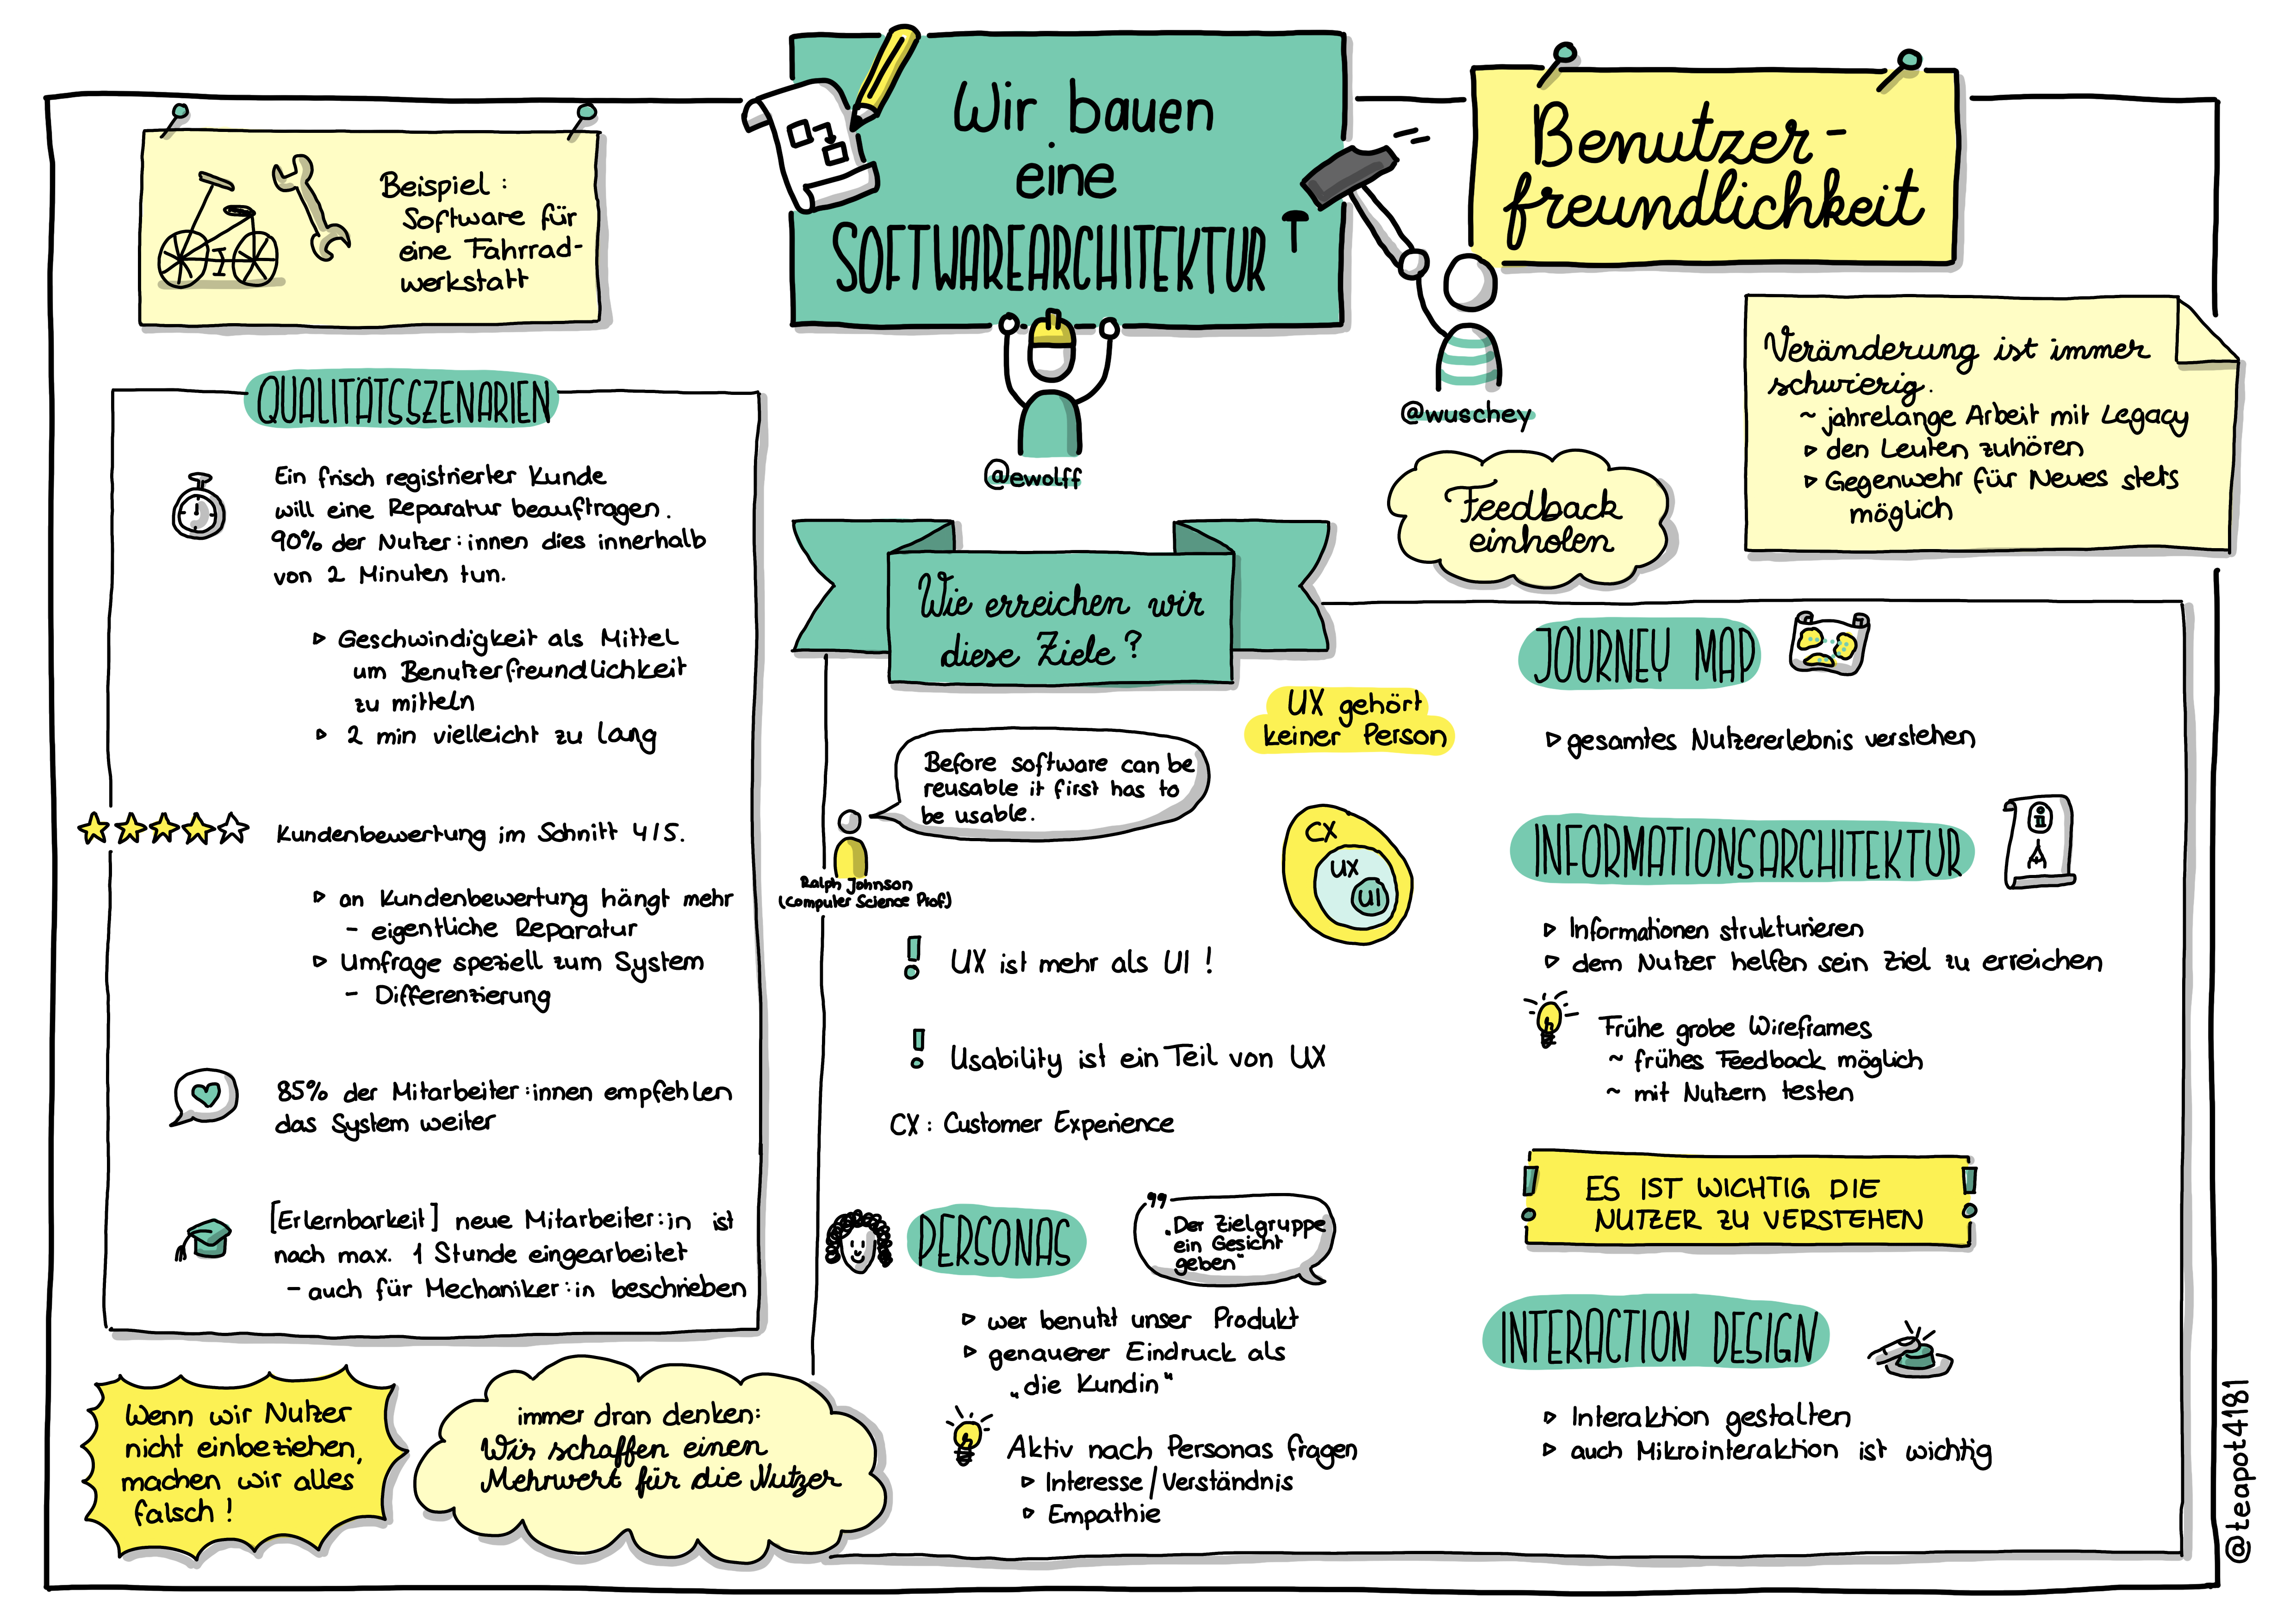 Wir bauen
eine
SOFTWAREARCHITEKTUR
Benutzer-
freundlichkeit
Beispiel:
Software für
eine Fahrrad-
werkstatt
@ewolff
@wuschey
Veränderung ist immer
schwierig.
~ jahrelange Arbeit mit Legacy
▹ den Leuten zuhören
▹ Gegenwehr für Neues stets
möglich
Feedback
einholen
QUALITÄTSSZENARIEN
Ein frisch registrierter Kunde
will eine Reparatur beauftragen.
90% der Nutzer:innen dies innerhalb
von 2 Minuten tun.
▹ Geschwindigkeit als Mittel
um Benutzerfreundlichkeit
zu mitteln
▹ 2 min vielleicht zu lang
Kundenbewertung im Schnitt 4/5.
▹ an Kundenbewertung hängt mehr
- eigentliche Reparatur
▹ Umfrage speziell zum System
- Differenzierung
85% der Mitarbeiter:innen empfehlen
das System weiter
[Erlernbarkeit] neue Mitarbeiter:in ist
nach max. 1 Stunde eingearbeitet
- auch für Mechaniker:in beschrieben
Wenn wir Nutzer
nicht einbeziehen,
machen wir alles
falsch!
immer dran denken:
Wir schaffen einen
Mehrwert für die Nutzer
Wie erreichen wir
diese Ziele?
UX gehört
keiner Person
Before software can be
reusable it first has to
be usable.
Ralph Johnson
(Computer Science Prof.)
CX
UX
UI
! UX ist mehr als UI!
! Usability ist ein Teil von UX
CX: Customer Experience
PERSONAS
"
„Der Zielgruppe
ein Gesicht
geben"
▹ wer benutzt unser Produkt
▹ genauerer Eindruck als
„die Kundin"
Aktiv nach Personas fragen
▹ Interesse/Verständnis
▹ Empathie
JOURNEY MAP
▹ gesamtes Nutzererlebnis verstehen
INFORMATIONSARCHITEKTUR
i
▹ Informationen strukturieren
▹ dem Nutzer helfen sein Ziel zu erreichen
Frühe grobe Wireframes
~ frühes Feedback möglich
~ mit Nutzern testen
! ES IST WICHTIG DIE !
NUTZER ZU VERSTEHEN
INTERACTION DESIGN
▹ Interaktion gestalten
▹ auch Mikrointeraktion ist wichtig
@teapot4181